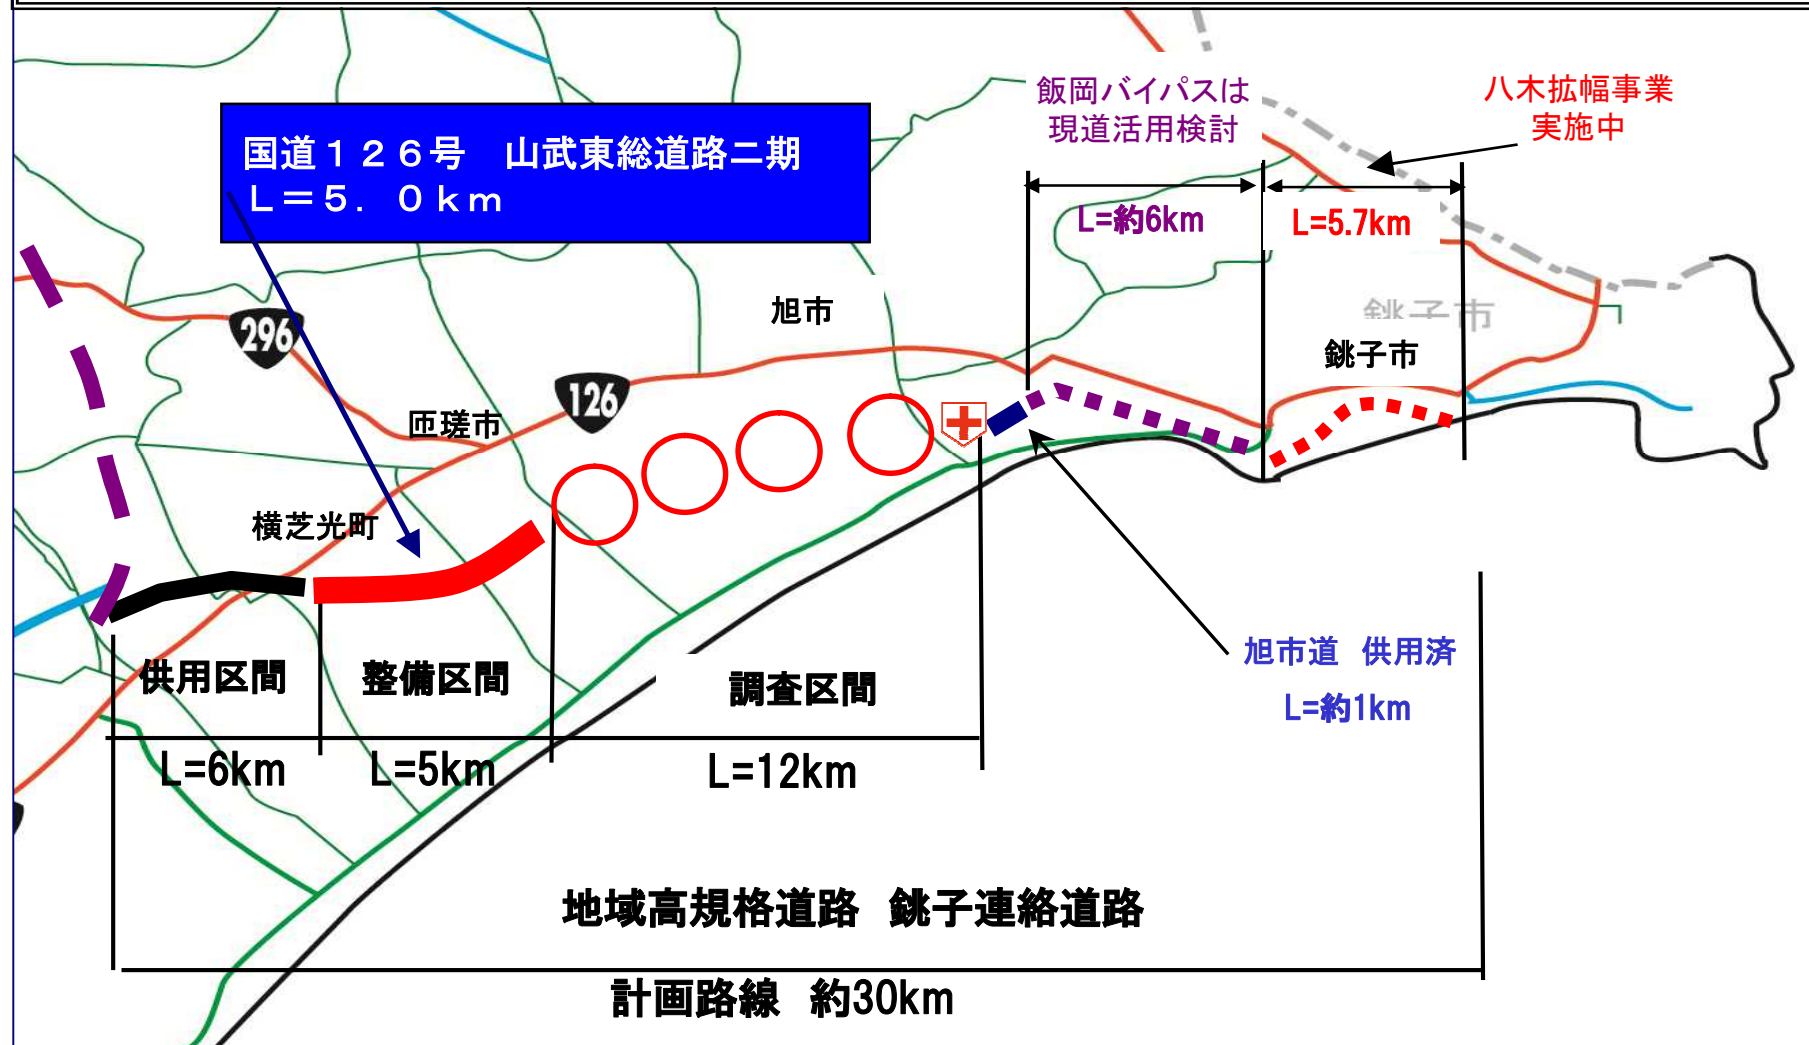 飯岡バイパスは
現道活用検討
八木拡幅事業
実施中
国道１２６号　山武東総道路二期
Ｌ＝５．０ｋｍ
L=約6km
L=5.7km
旭市
銚子市
銚子市
296
126
匝瑳市
横芝光町
旭市道　供用済
L=約1km
供用区間
整備区間
調査区間
L=6km
L=5km
L=12km
地域高規格道路　銚子連絡道路
計画路線　約30km